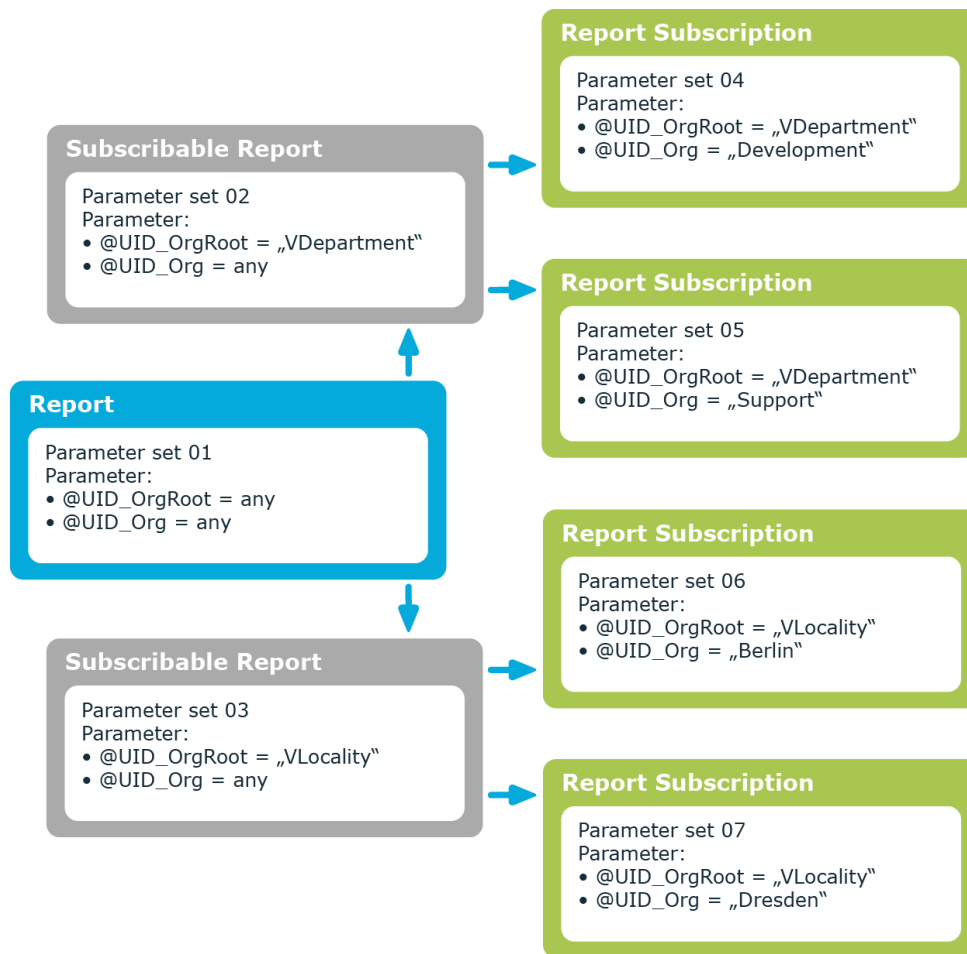 Report Subscription
Parameter set 04
Parameter:
• @UID_OrgRoot = „VDepartment‟
• @UID_Org = „Development‟
Subscribable Report
Parameter set 02
Parameter:
• @UID_OrgRoot = „VDepartment‟
• @UID_Org = any
Report Subscription
Parameter set 05
Parameter:
• @UID_OrgRoot = „VDepartment‟
• @UID_Org = „Support‟
Report
Parameter set 01
Parameter:
• @UID_OrgRoot = any
• @UID_Org = any
Report Subscription
Parameter set 06
Parameter:
• @UID_OrgRoot = „VLocality‟
• @UID_Org = „Berlin‟
Subscribable Report
Parameter set 03
Parameter:
• @UID_OrgRoot = „VLocality‟
• @UID_Org = any
Report Subscription
Parameter set 07
Parameter:
• @UID_OrgRoot = „VLocality‟
• @UID_Org = „Dresden‟